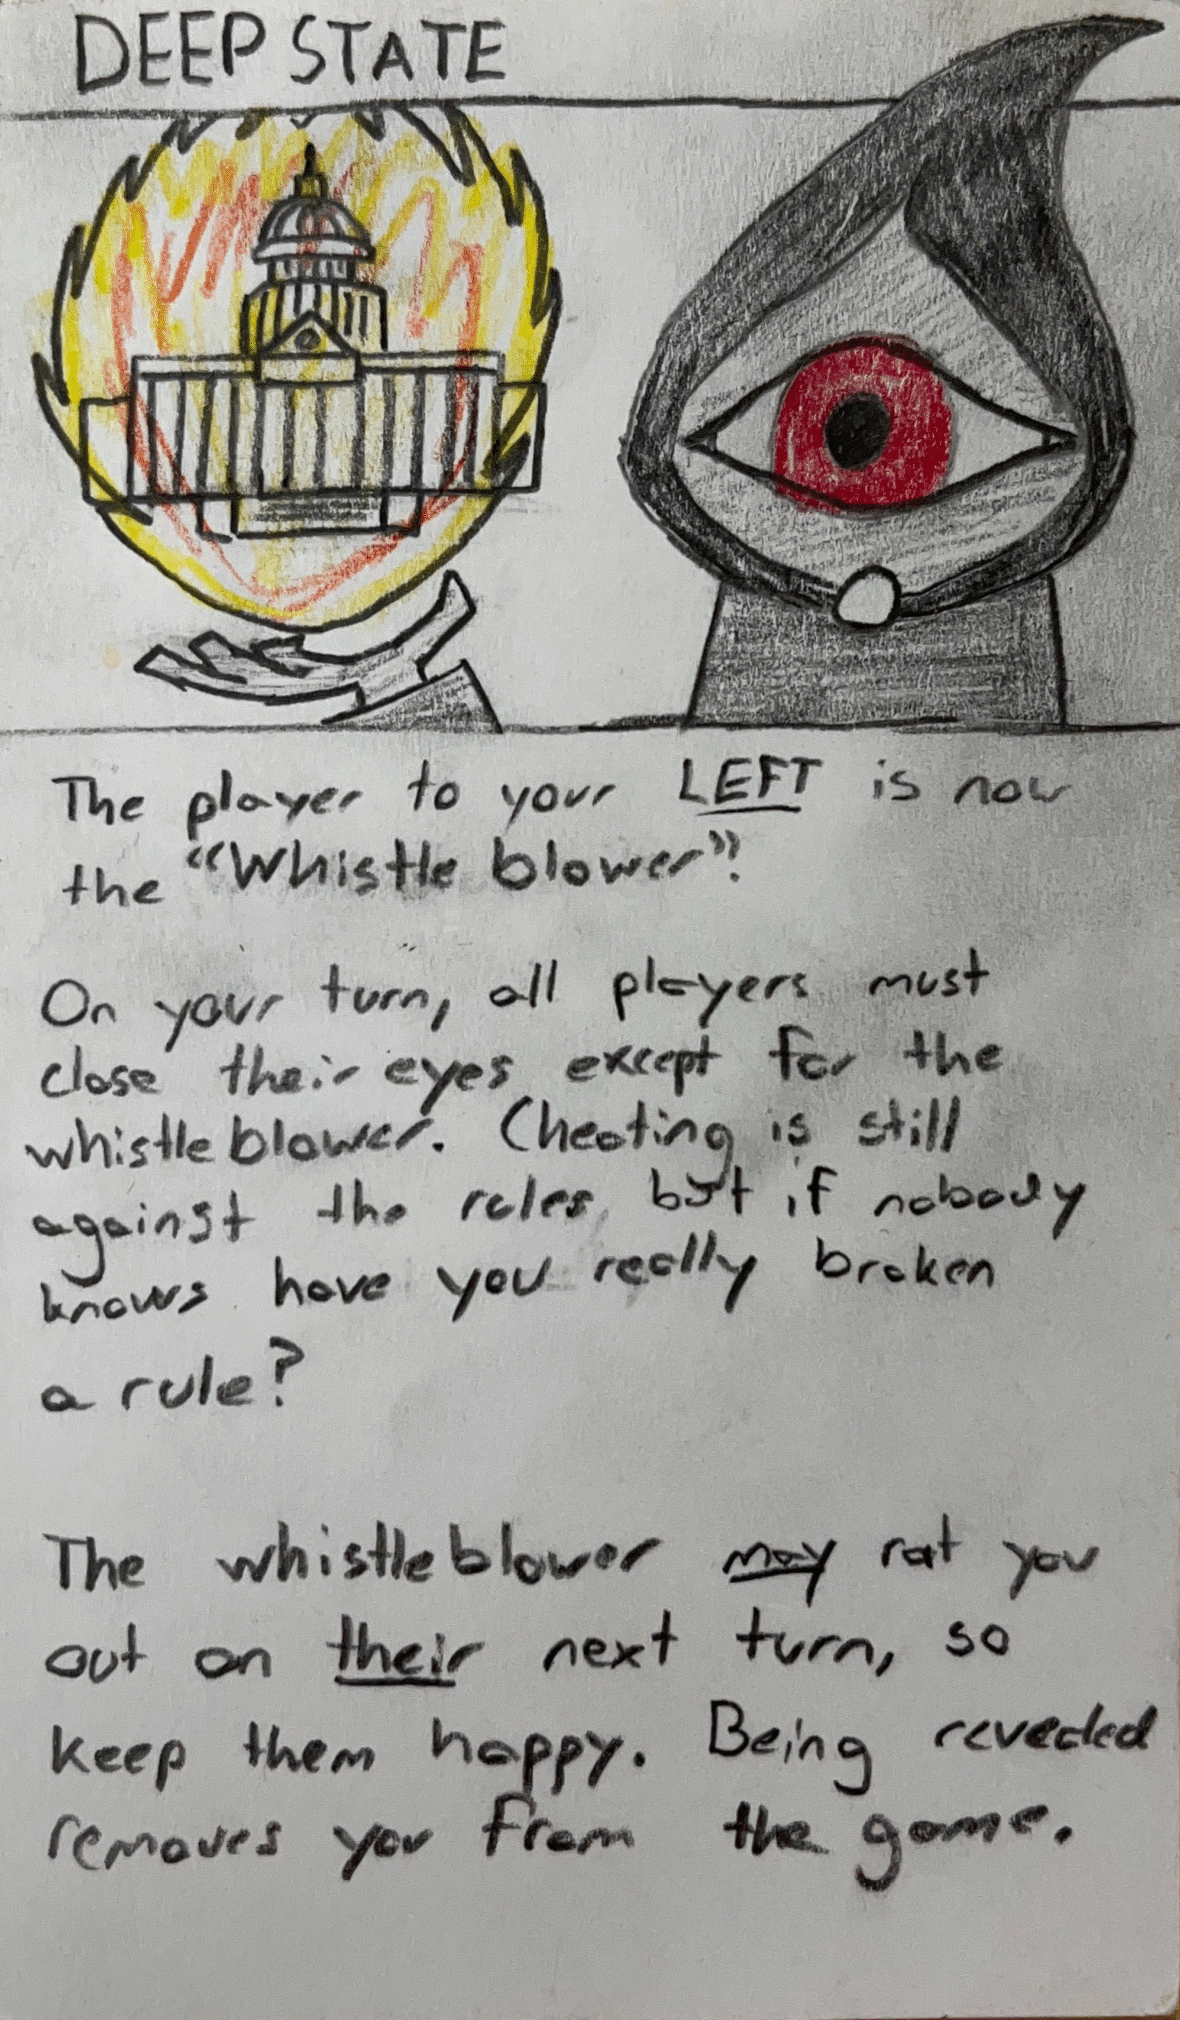 DEEP STATE
The player to your LEFT is now
the "Whistle blower".
On your turn, all players must
close their eyes except for the
whistleblower. Cheating is still
against the rules, but if nobody
knows have you really broken
a rule?
The whistleblower may rat you
out on their next turn, so
keep them happy. Being revealed
removes you from the game.